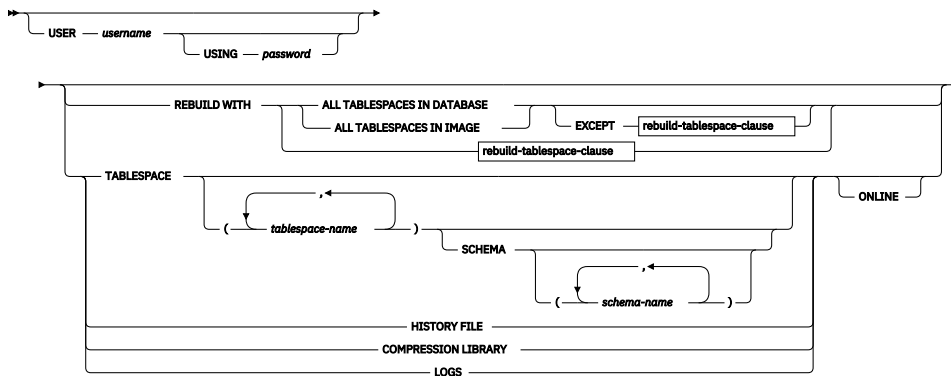 USER username
USING password
REBUILD WITH ALL TABLESPACES IN DATABASE
ALL TABLESPACES IN IMAGE
EXCEPT rebuild-tablespace-clause
rebuild-tablespace-clause
TABLESPACE
,
ONLINE
( tablespace-name )
SCHEMA
,
( schema-name )
HISTORY FILE
COMPRESSION LIBRARY
LOGS